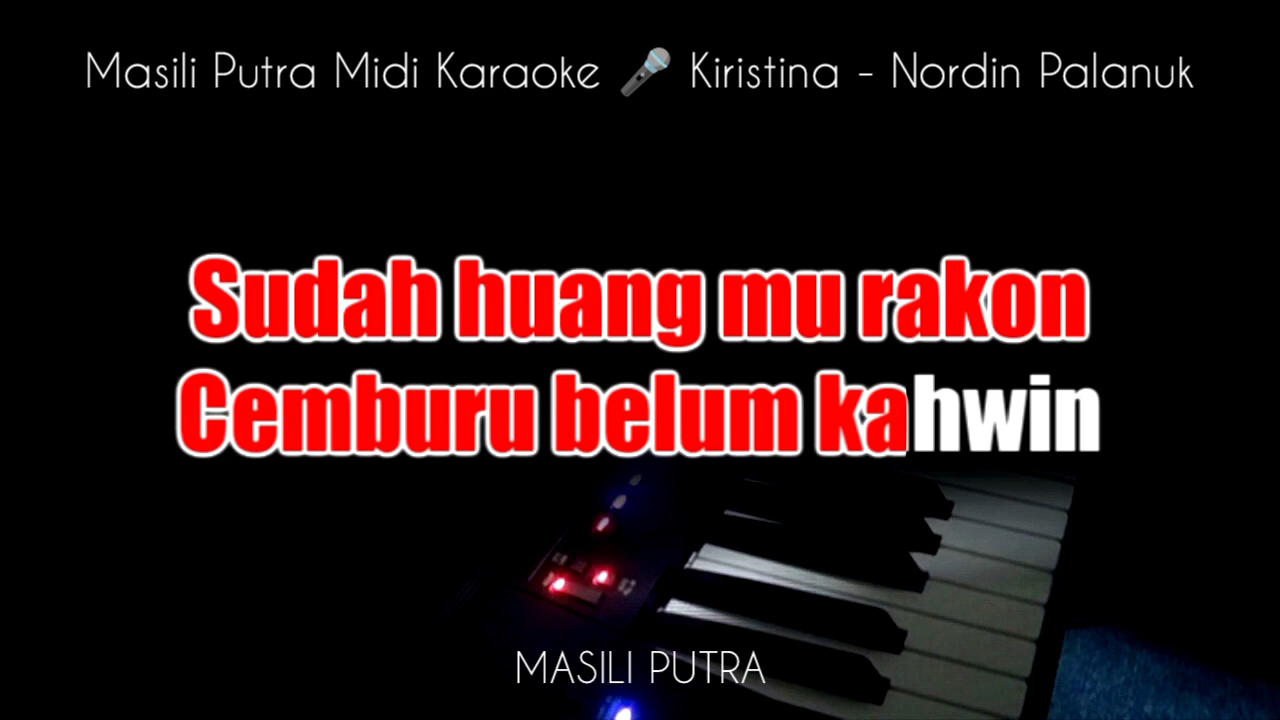 Masili Putra Midi Karaoke 🎤 Kiristina - Nordin Palanuk
Sudah huang mu rakon
Cemburu belum kahwin
MASILI PUTRA